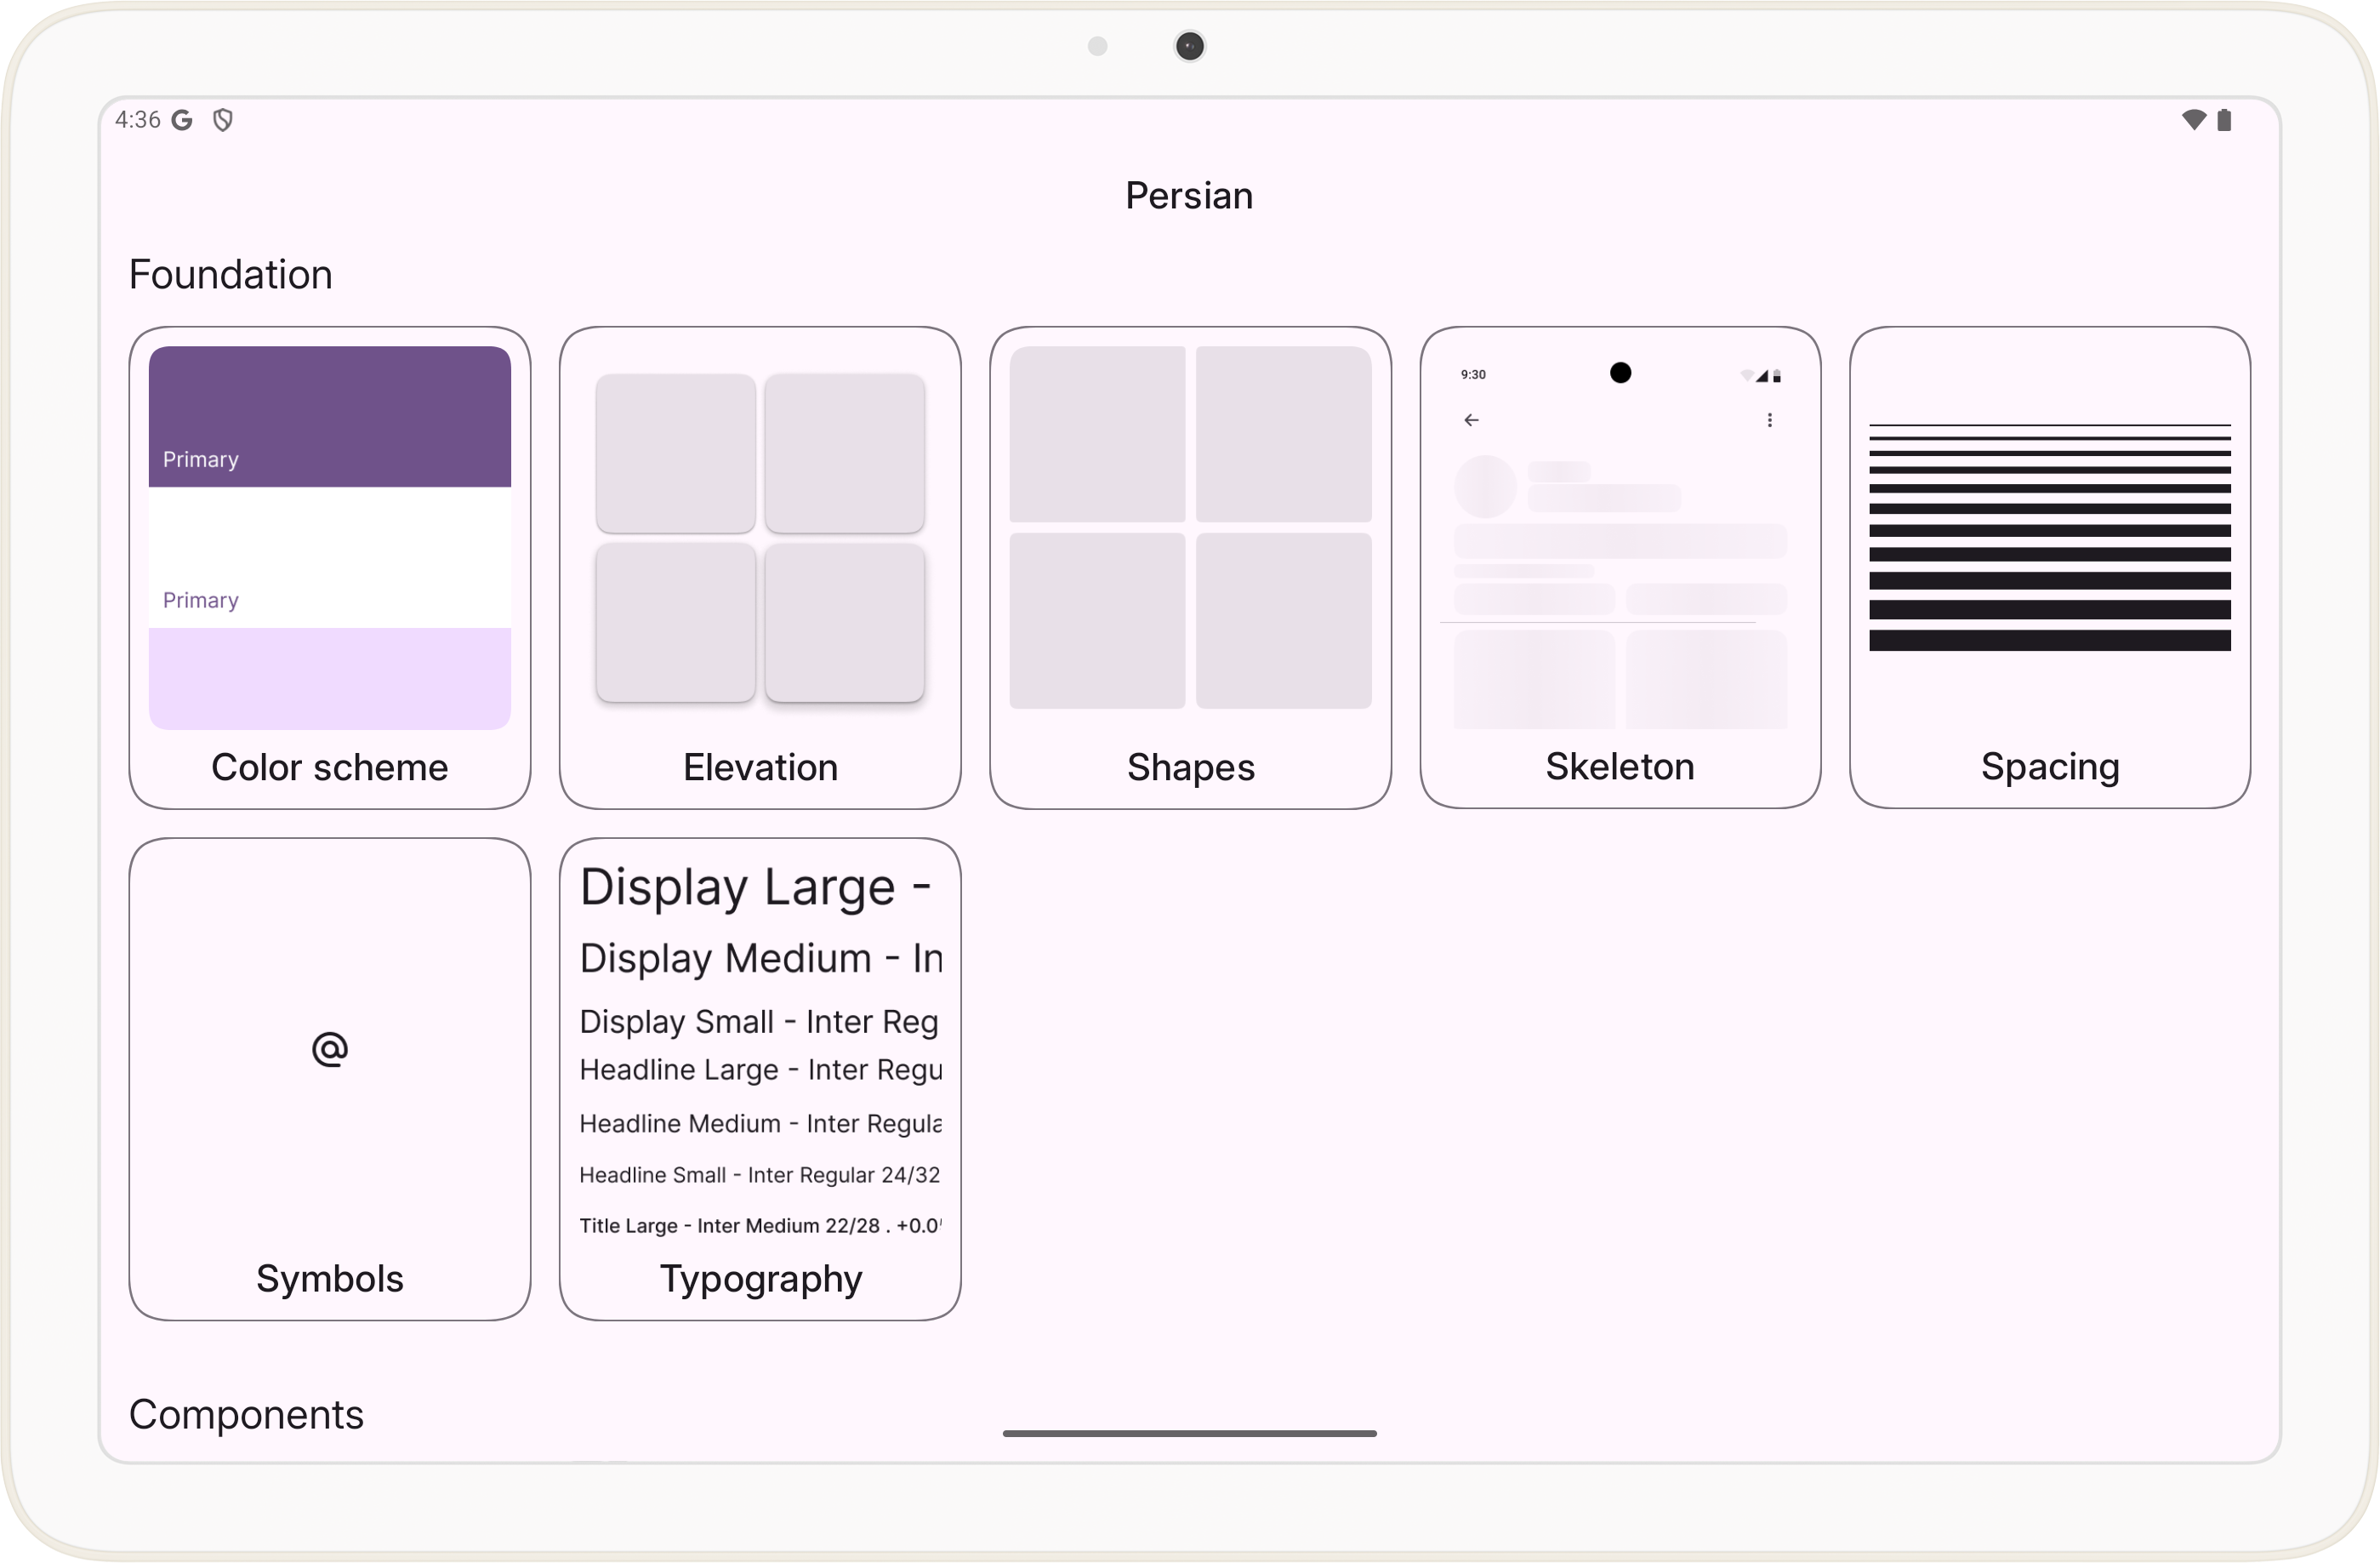 4:36
Persian
Foundation
Primary
Primary
Color scheme
Elevation
Shapes
9:30
Skeleton
Spacing
@
Symbols
Display Large -
Display Medium - In
Display Small - Inter Reg
Headline Large - Inter Regu
Headline Medium - Inter Regula
Headline Small - Inter Regular 24/32
Title Large - Inter Medium 22/28 . +0.0
Typography
Components